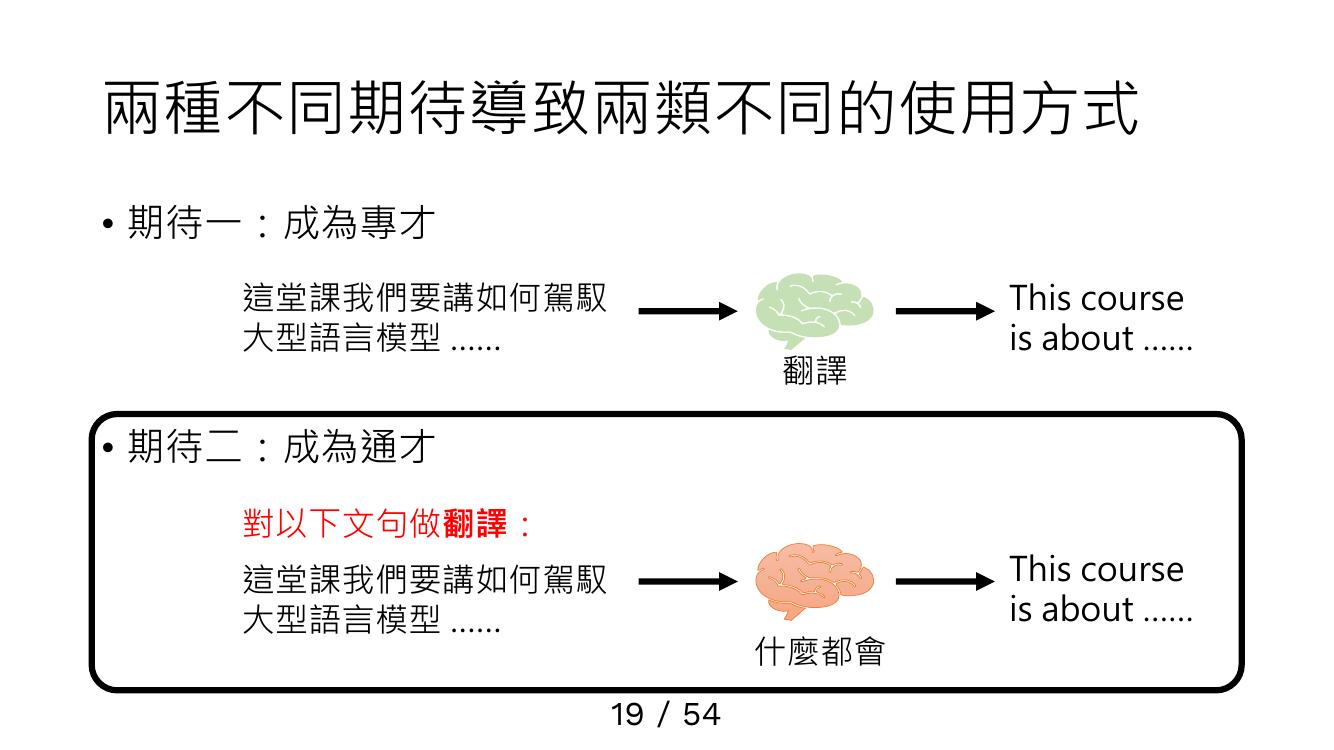 兩種不同期待導致兩類不同的使用方式
• 期待一：成為專才
這堂課我們要講如何駕馭
大型語言模型 ......
翻譯
This course
is about ......
• 期待二：成為通才
對以下文句做翻譯：
這堂課我們要講如何駕馭
大型語言模型 ......
什麼都會
This course
is about ......
19 / 54